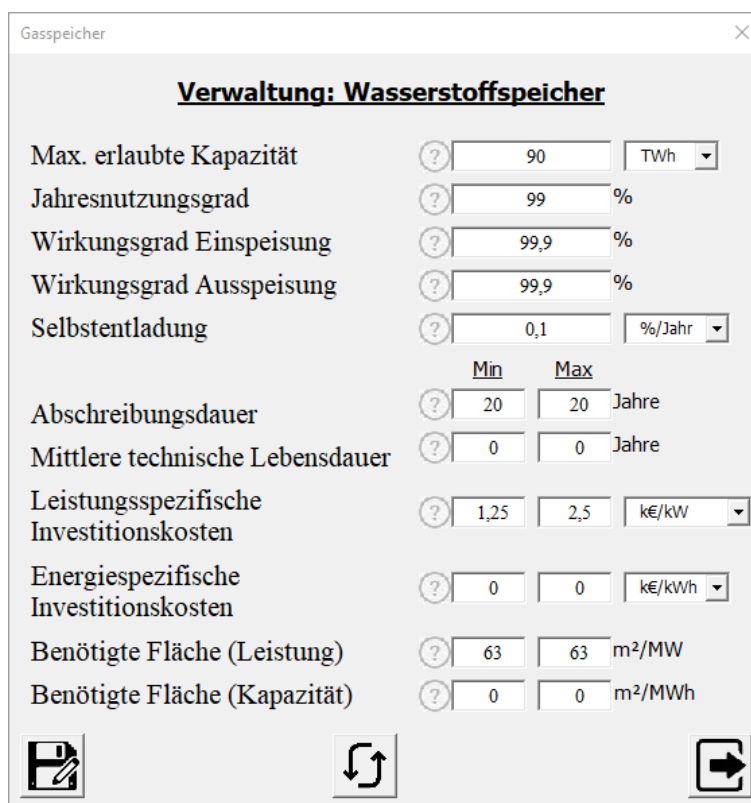 Gasspeicher
Verwaltung: Wasserstoffspeicher
Max. erlaubte Kapazität ? 90 TWh
Jahresnutzungsgrad ? 99 %
Wirkungsgrad Einspeisung ? 99,9 %
Wirkungsgrad Ausspeisung ? 99,9 %
Selbstentladung ? 0,1 %/Jahr
Min Max
Abschreibungsdauer ? 20 20 Jahre
Mittlere technische Lebensdauer ? 0 0 Jahre
Leistungsspezifische
Investitionskosten ? 1,25 2,5 k€/kW
Energiespezifische
Investitionskosten ? 0 0 k€/kWh
Benötigte Fläche (Leistung) ? 63 63 m²/MW
Benötigte Fläche (Kapazität) ? 0 0 m²/MWh